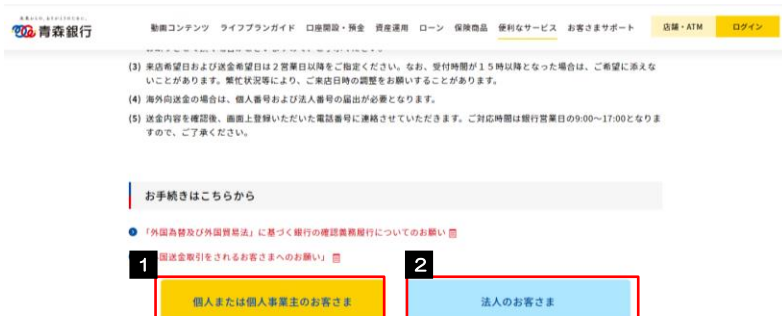 青森銀行
動画コンテンツ ライフプランガイド 口座開設・預金 資産運用 ローン 保険商品 便利なサービス お客さまサポート 店舗・ATM ログイン
(3) 来店希望日および送金希望日は2営業日以降をご指定ください。なお、受付時間が15時以降となった場合は、ご希望に添えな
いことがあります。繁忙状況等により、ご来店日時の調整をお願いすることがあります。
(4) 海外向送金の場合は、個人番号および法人番号の届出が必要となります。
(5) 送金内容を確認後、画面上登録いただいた電話番号に連絡させていただきます。ご対応時間は銀行営業日の9:00~17:00となりま
すので、ご了承ください。
お手続きはこちらから
「外国為替及び外国貿易法」に基づく銀行の確認義務履行についてのお願い
国送金取引をされるお客さまへのお願い」
1
2
個人または個人事業主のお客さま
法人のお客さま